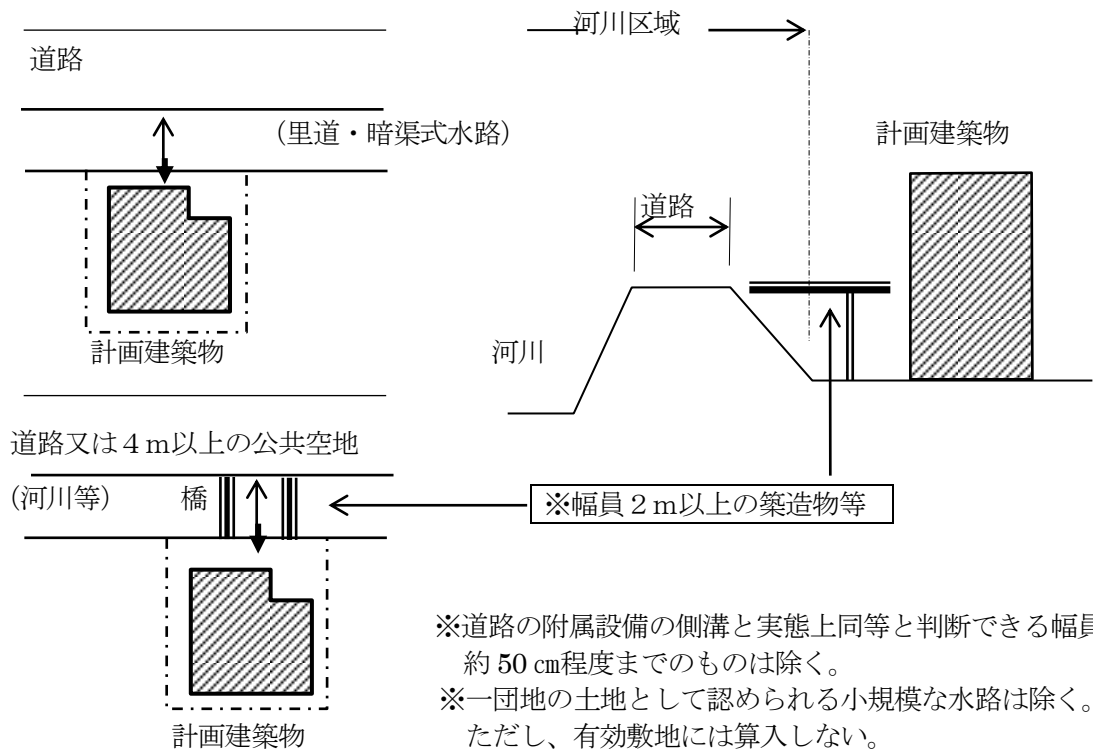 河川区域
道路
(里道・暗渠式水路)
計画建築物
計画建築物
道路
河川
道路又は４ｍ以上の公共空地
(河川等)
橋
※幅員２ｍ以上の築造物等
計画建築物
※道路の附属設備の側溝と実態上同等と判断できる幅員
約 50 ㎝程度までのものは除く。
※一団地の土地として認められる小規模な水路は除く。
ただし、有効敷地には算入しない。